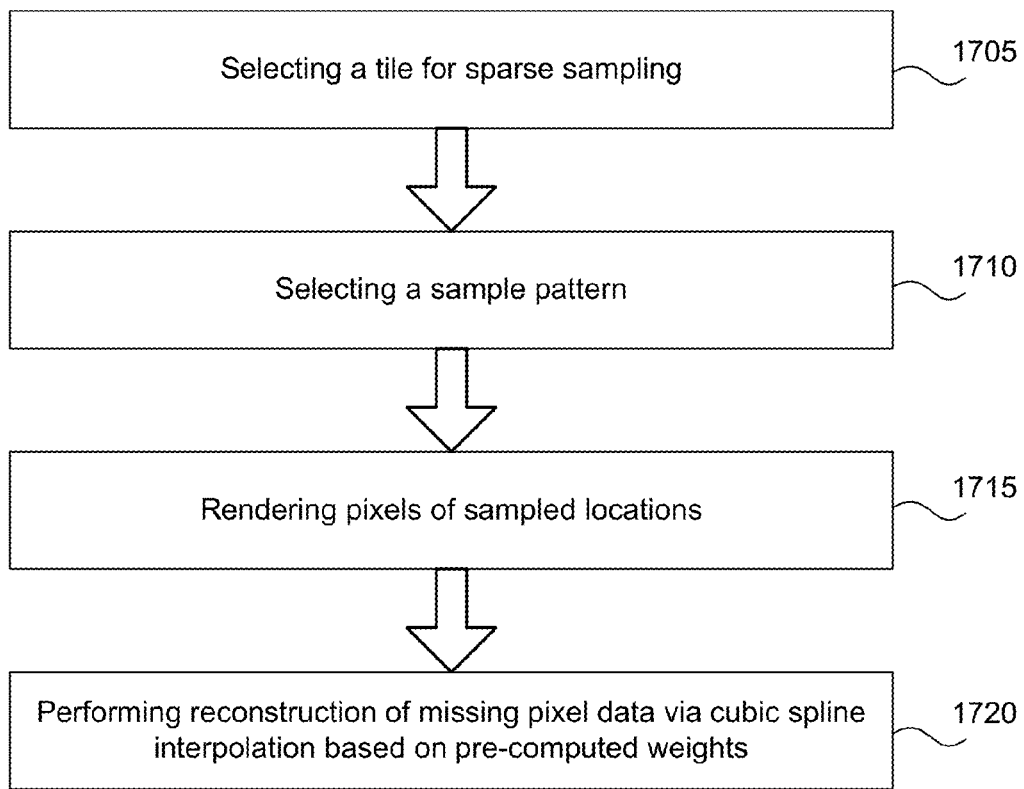 Selecting a tile for sparse sampling
1705
Selecting a sample pattern
1710
Rendering pixels of sampled locations
1715
Performing reconstruction of missing pixel data via cubic spline
interpolation based on pre-computed weights
1720